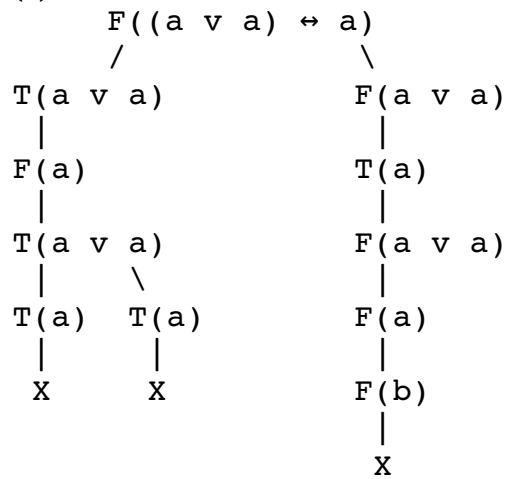 F((a v a) ↔ a)
/ \
T(a v a) F(a v a)
| |
F(a) T(a)
| |
T(a v a) F(a v a)
| \ |
T(a) T(a) F(a)
| | |
X X F(b)
|
X